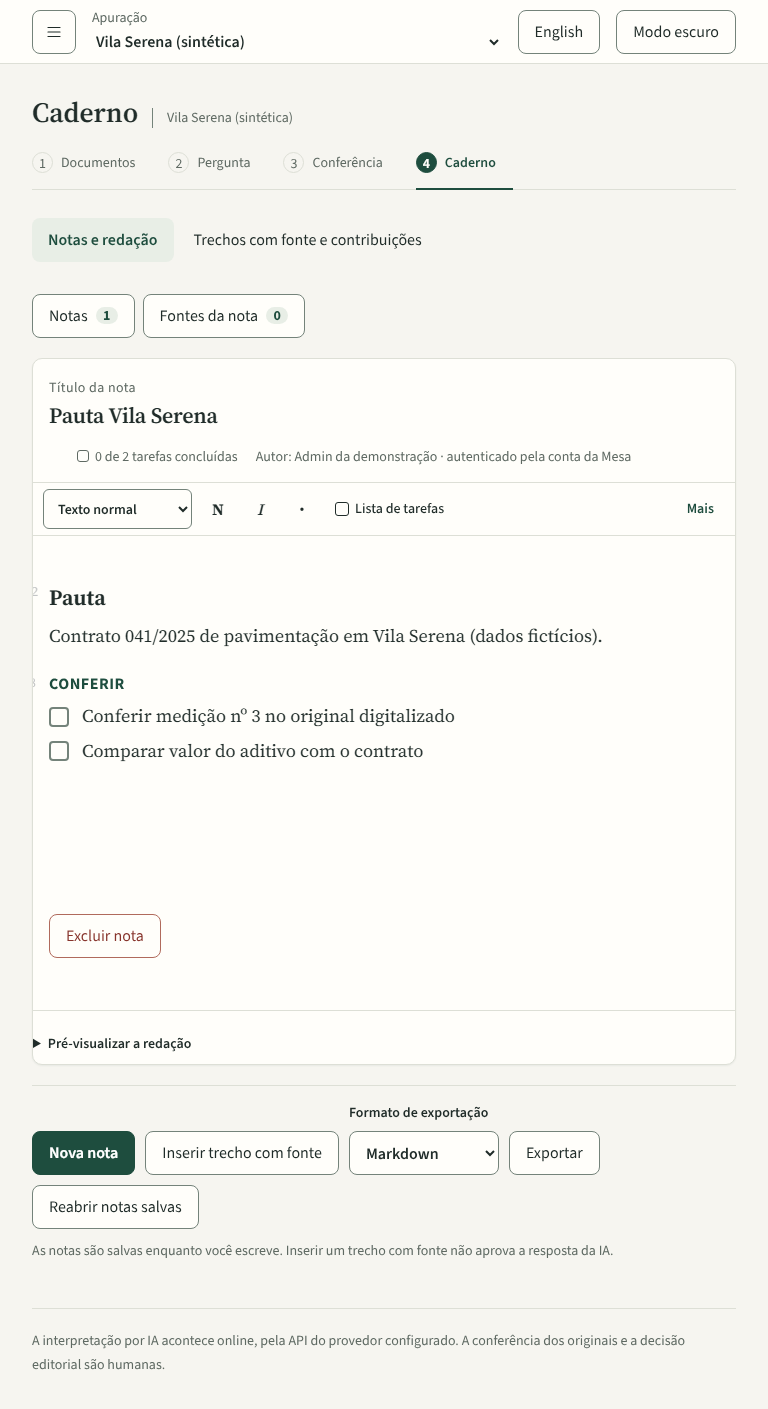 Apuração
Vila Serena (sintética)
English
Modo escuro
Caderno
Vila Serena (sintética)
1 Documentos
2 Pergunta
3 Conferência
4 Caderno
Notas e redação
Trechos com fonte e contribuições
Notas 1
Fontes da nota 0
Título da nota
Pauta Vila Serena
0 de 2 tarefas concluídas Autor: Admin da demonstração · autenticado pela conta da Mesa
Texto normal N I • Lista de tarefas Mais
2 Pauta
Contrato 041/2025 de pavimentação em Vila Serena (dados fictícios).
3 CONFERIR
Conferir medição nº 3 no original digitalizado
Comparar valor do aditivo com o contrato
Excluir nota
Pré-visualizar a redação
Formato de exportação
Nova nota Inserir trecho com fonte Markdown Exportar
Reabrir notas salvas
As notas são salvas enquanto você escreve. Inserir um trecho com fonte não aprova a resposta da IA.
A interpretação por IA acontece online, pela API do provedor configurado. A conferência dos originais e a decisão
editorial são humanas.